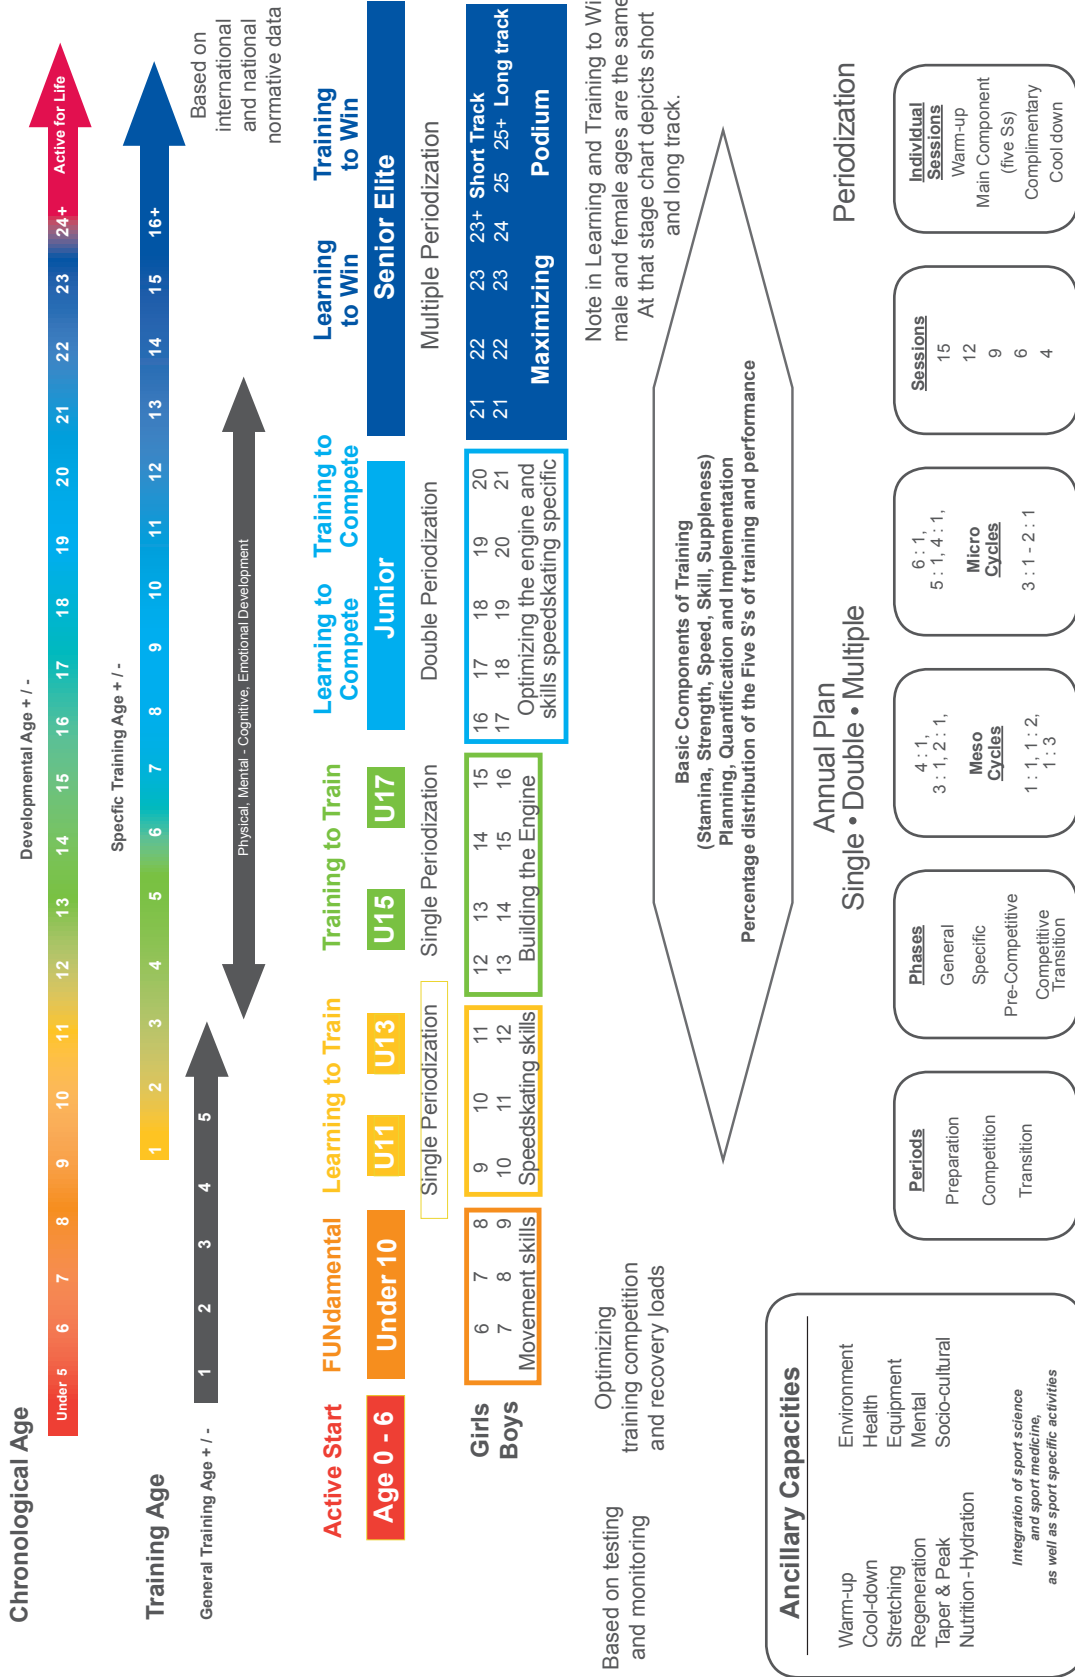 Chronological Age
Developmental Age + / -
Under 5 6 7 8 9 10 11 12 13 14 15 16 17 18 19 20 21 22 23 24+ Active for Life
Training Age
Specfic Training Age + / -
1 2 3 4 5 6 7 8 9 10 11 12 13 14 15 16+
General Training Age + / -
1 2 3 4 5
Physical, Mental - Cognitive, Emotional Development
Based on
international
and national
normative data
Active Start
Age 0 - 6
FUNdamental
Under 10
Learning to Train
U11 U13
Single Periodization
Training to Train
U15 U17
Single Periodization
Learning to
Compete
Training to
Compete
Junior
Double Periodization
Learning
to Win
Training
to Win
Senior Elite
Multiple Periodization
Girls
Boys
6 7 8
7 8 9
Movement skills
9 10 11
10 11 12
Speedskating skills
12 13 14 15
13 14 15 16
Building the Engine
16 17 18 19 20
17 18 19 20 21
Optimizing the engine and
skills speedskating specific
21 22 23 23+ Short Track
21 22 23 24 25 25+ Long track
Maximizing Podium
Based on testing
and monitoring
Optimizing
training competition
and recovery loads
Note in Learning and Training to Wi
male and female ages are the same
At that stage chart depicts short
and long track.
Basic Components of Training
(Stamina, Strength, Speed, Skill, Suppleness)
Planning, Quantification and Implementation
Percentage distribution of the Five S's of training and performance
Ancillary Capacities
Warm-up
Cool-down
Stretching
Regeneration
Taper & Peak
Nutrition - Hydration
Environment
Health
Equipment
Mental
Socio-cultural
Integration of sport science
and sport medicine,
as well as sport specific activities
Annual Plan
Single • Double • Multiple
Periodization
Periods
Preparation
Competition
Transition
Phases
General
Specific
Pre-Competitive
Competitive
Transition
4 : 1,
3 : 1, 2 : 1,
Meso
Cycles
1 : 1, 1 : 2,
1 : 3
6 : 1,
5 : 1, 4 : 1,
Micro
Cycles
3 : 1 - 2 : 1
Sessions
15
12
9
6
4
Individual
Sessions
Warm-up
Main Component
(five Ss)
Complimentary
Cool down